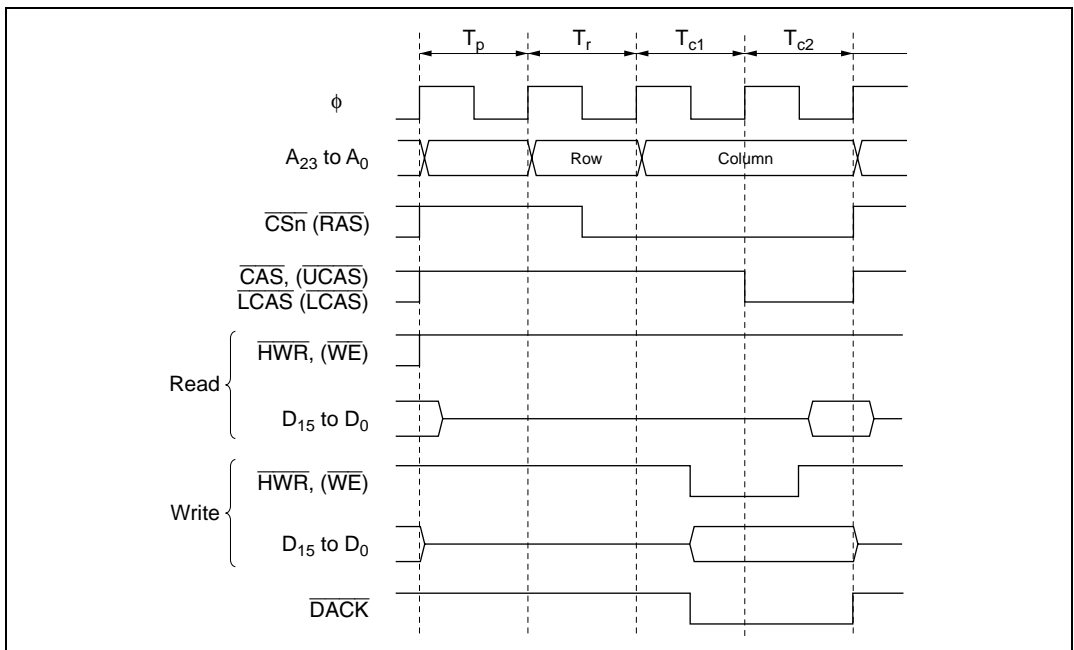 Tp Tr Tc1 Tc2
ϕ
A23 to A0 Row Column
CSn (RAS)
CAS, (UCAS)
LCAS (LCAS)
Read
HWR, (WE)
D15 to D0
Write
HWR, (WE)
D15 to D0
DACK